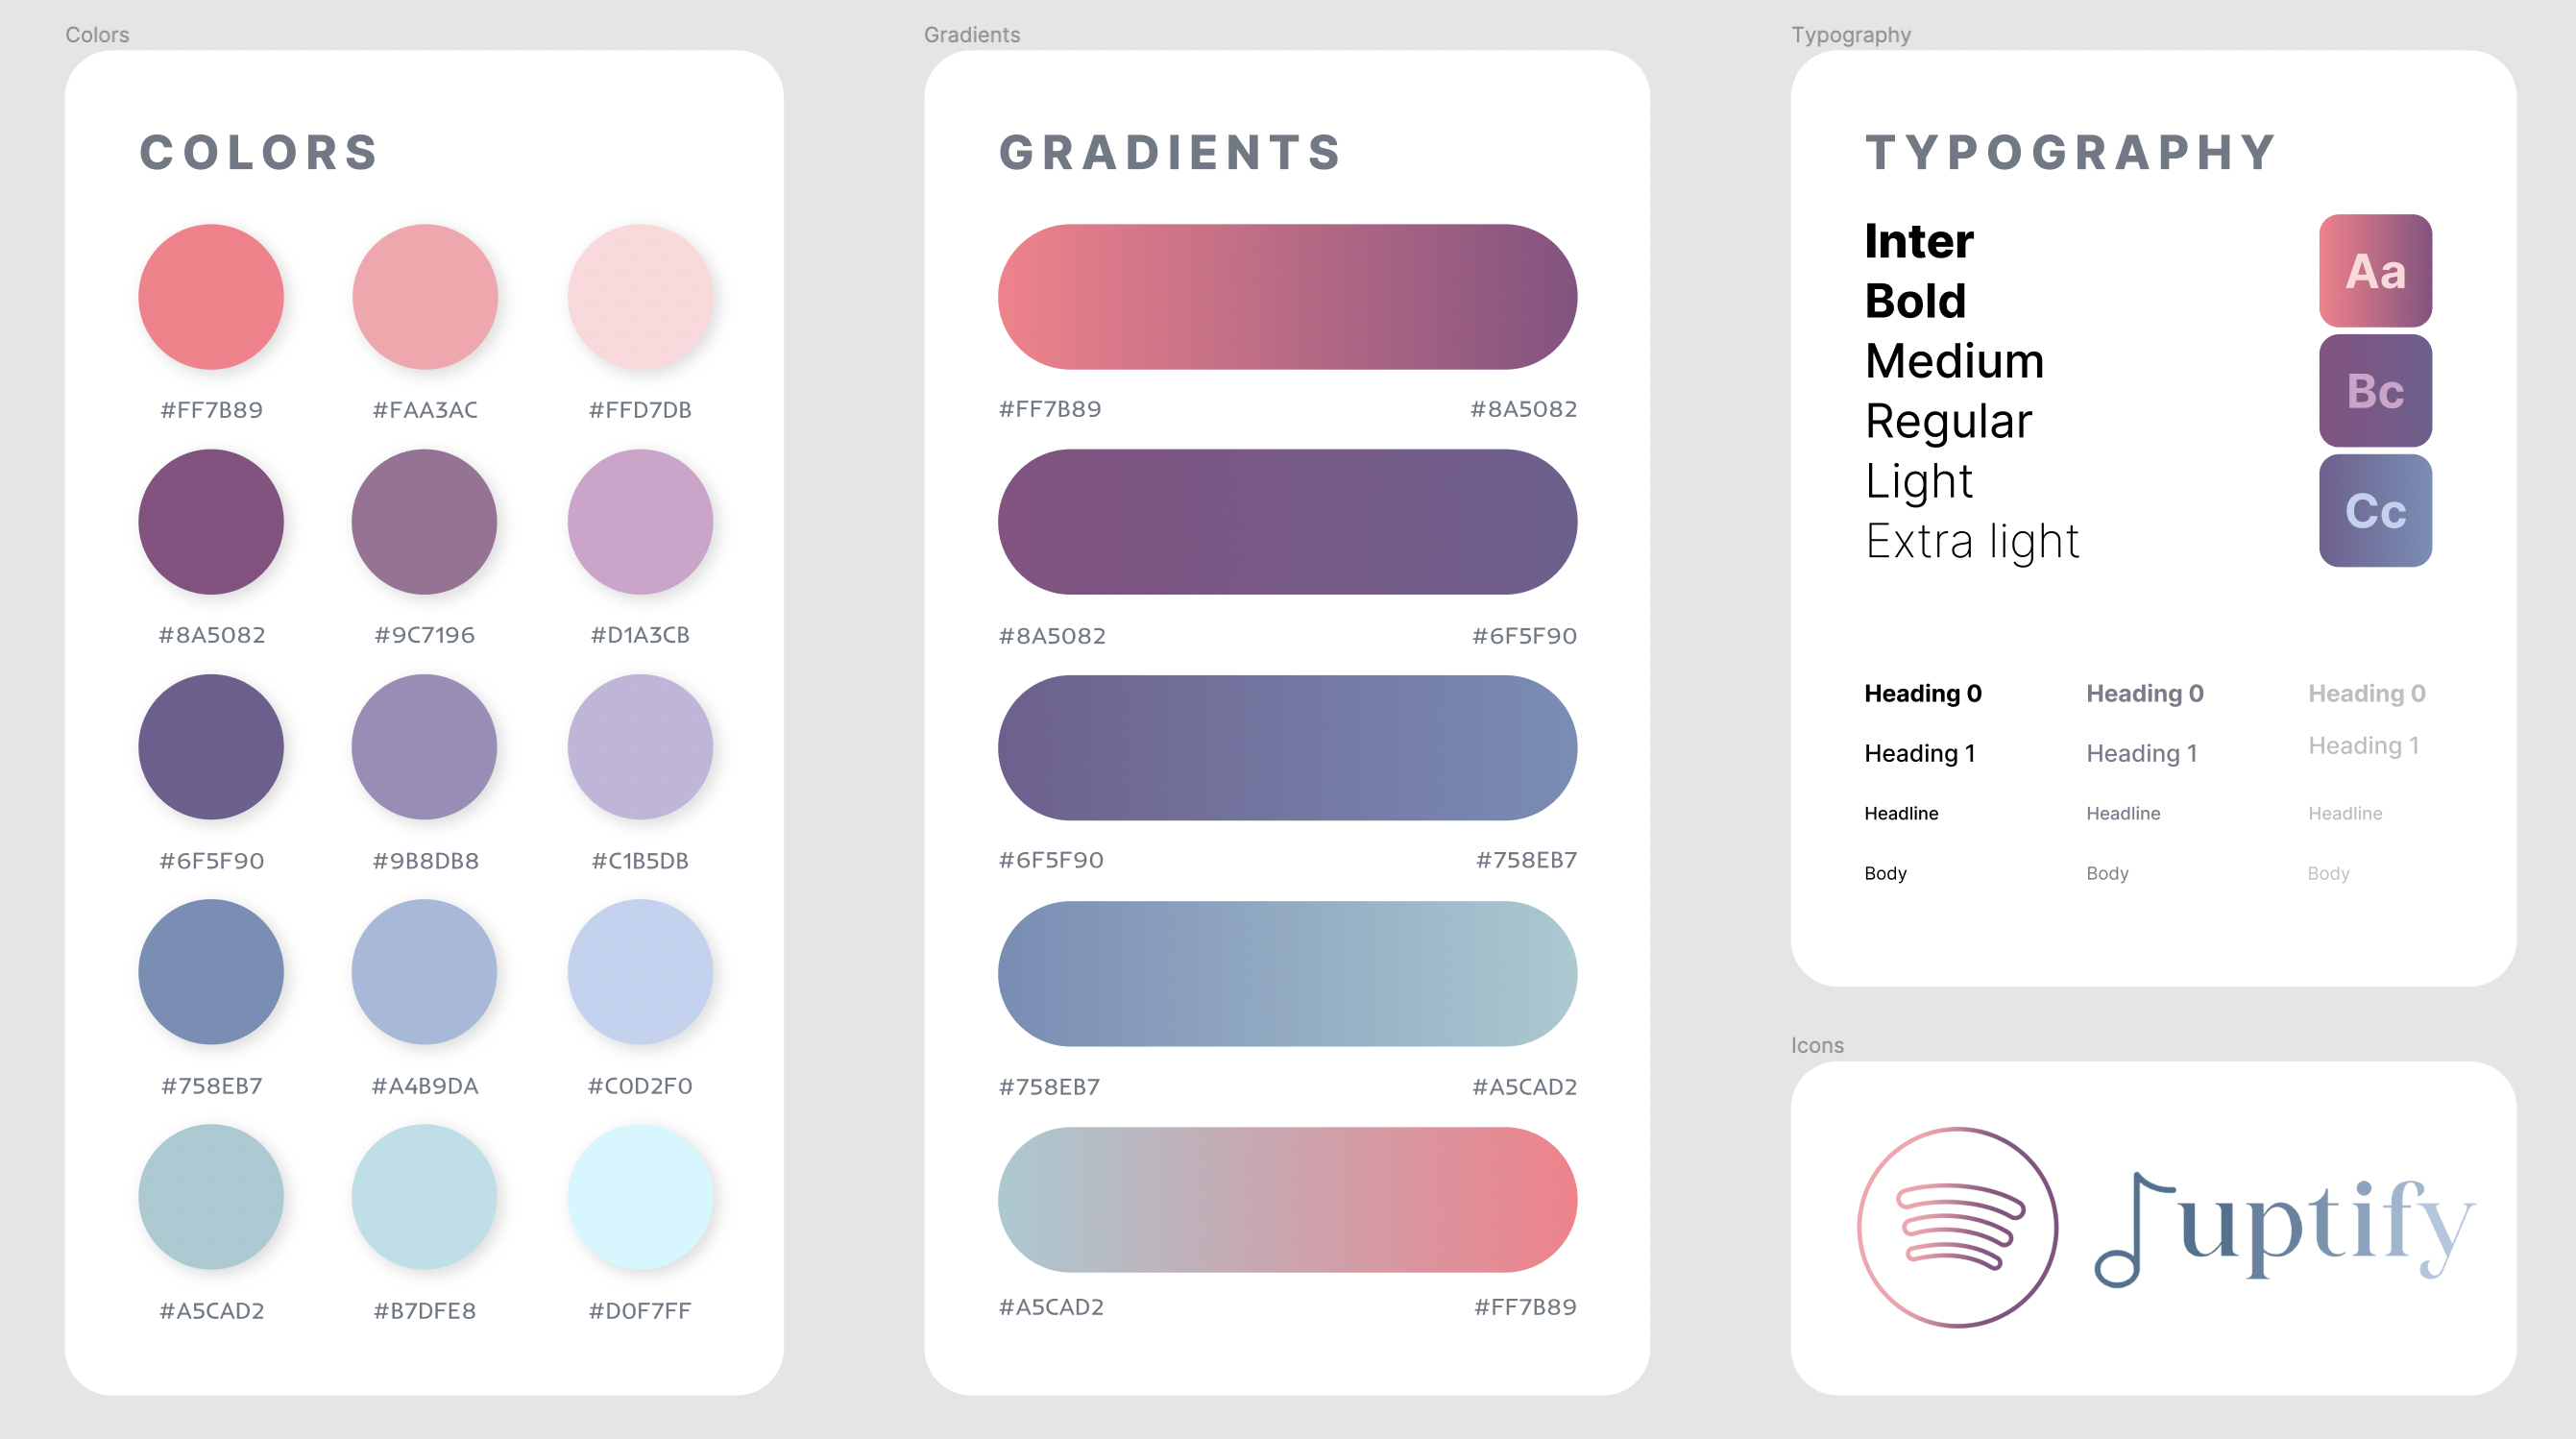 Colors
COLORS
#FF7B89 #FAA3AC #FFD7DB
#8A5082 #9C7196 #D1A3CB
#6F5F90 #9B8DB8 #C1B5DB
#758EB7 #A4B9DA #C0D2F0
#A5CAD2 #B7DFE8 #D0F7FF
Gradients
GRADIENTS
#FF7B89 #8A5082
#8A5082 #6F5F90
#6F5F90 #758EB7
#758EB7 #A5CAD2
#A5CAD2 #FF7B89
Typography
TYPOGRAPHY
Inter
Bold
Medium
Regular
Light
Extra light
Aa
Bc
Cc
Heading 0 Heading 0 Heading 0
Heading 1 Heading 1 Heading 1
Headline Headline Headline
Body Body Body
Icons
uptify